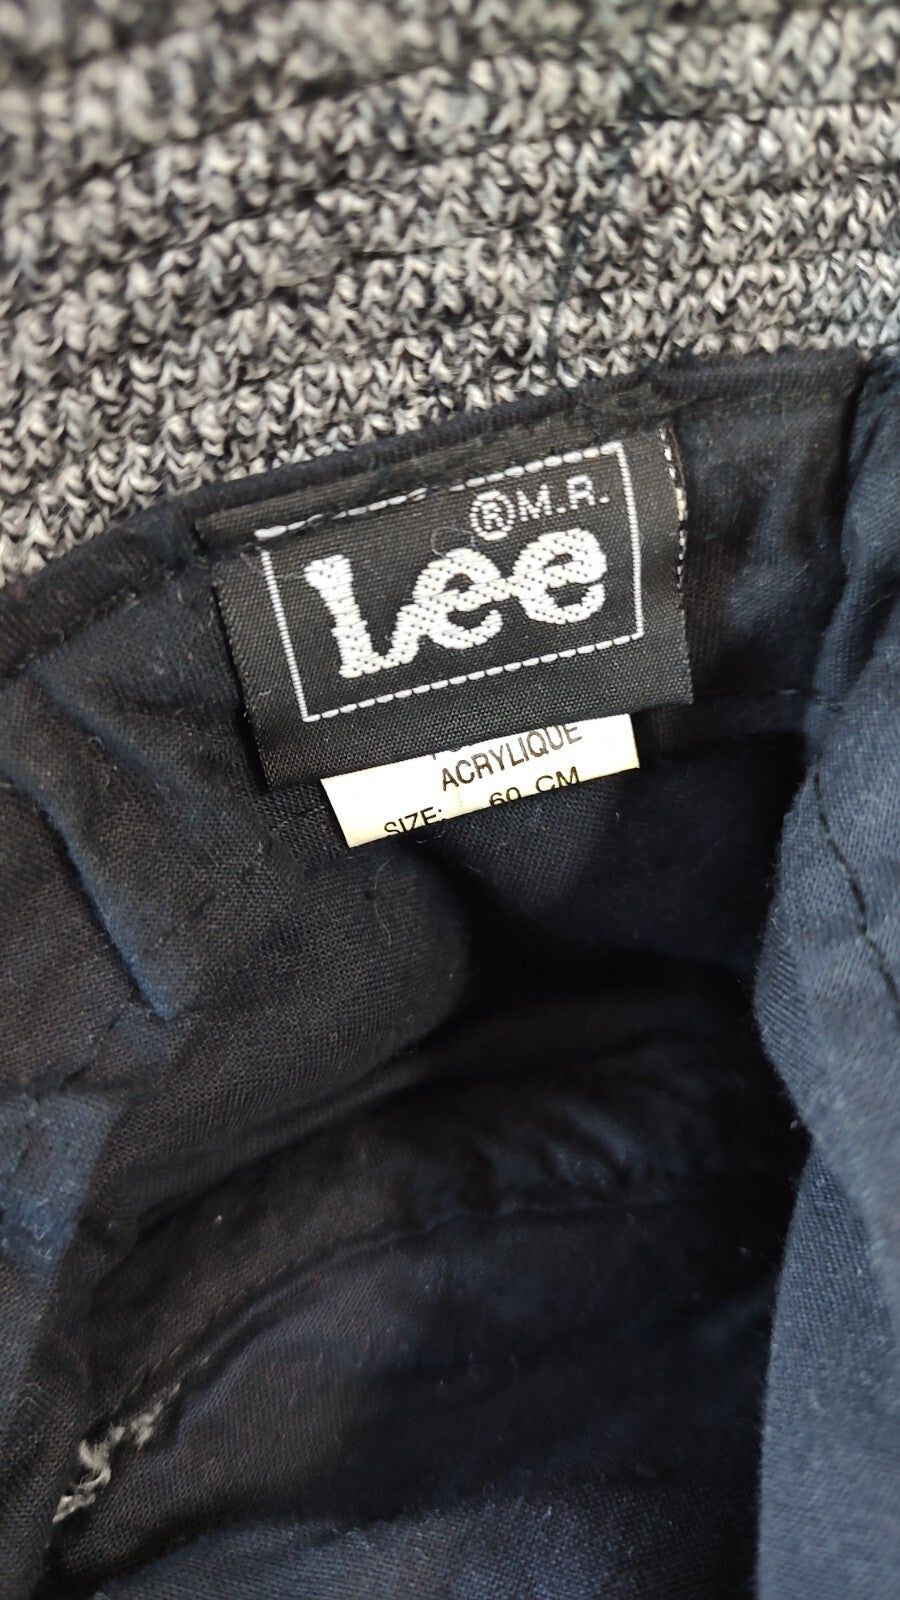 ® M.R.
Lee
ACRYLIQUE
SIZE: 60 CM